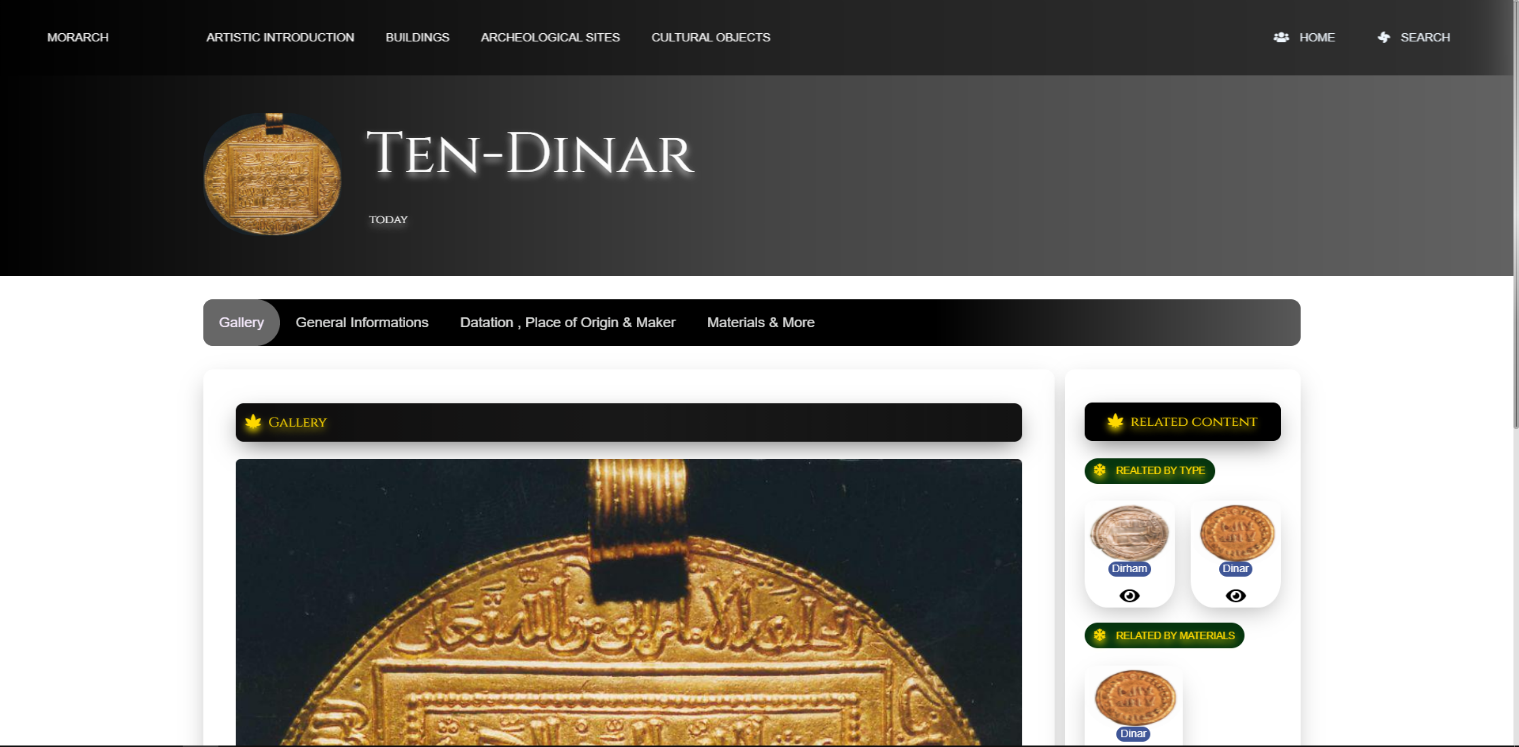 MORARCH ARTISTIC INTRODUCTION BUILDINGS ARCHEOLOGICAL SITES CULTURAL OBJECTS HOME SEARCH
Ten-Dinar
TODAY
Gallery General Informations Datation , Place of Origin & Maker Materials & More
Gallery
RELATED CONTENT
REALTED BY TYPE
Dirham Dinar
RELATED BY MATERIALS
Dinar